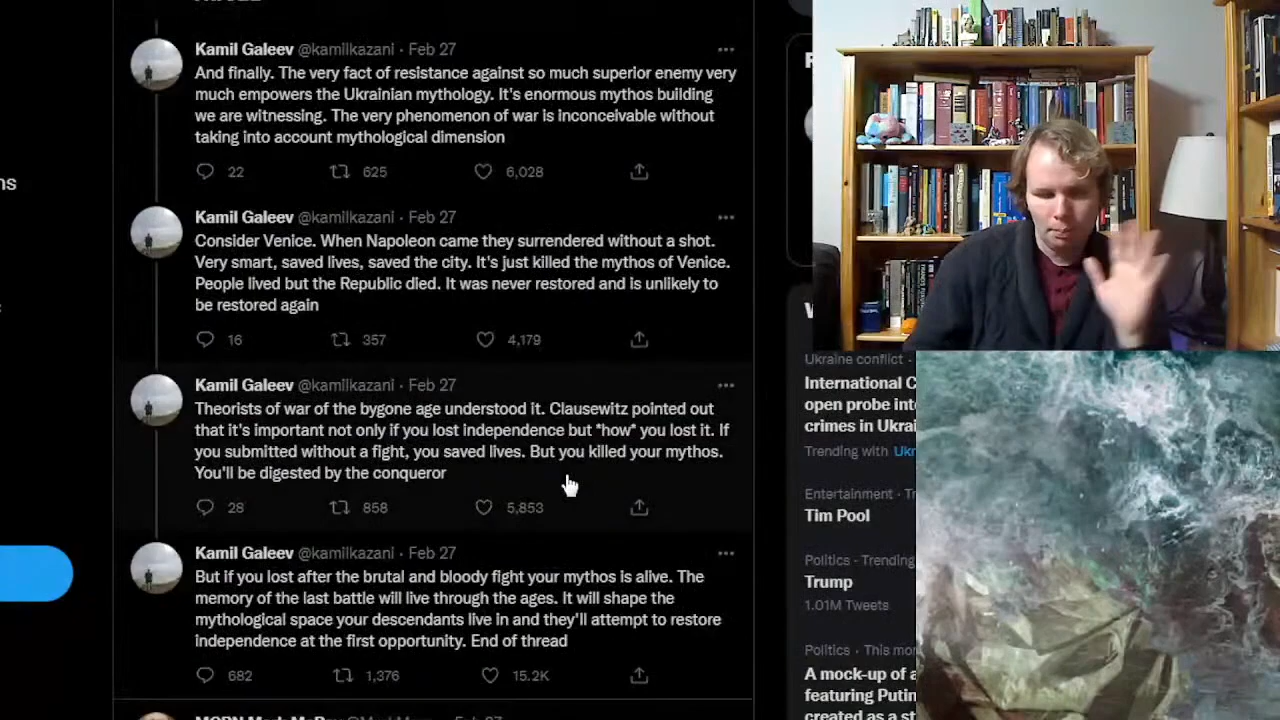 Kamil Galeev @kamilkazani · Feb 27
And finally. The very fact of resistance against so much superior enemy very
much empowers the Ukrainian mythology. It's enormous mythos building
we are witnessing. The very phenomenon of war is inconceivable without
taking into account mythological dimension
22 625 6,028
Kamil Galeev @kamilkazani · Feb 27
Consider Venice. When Napoleon came they surrendered without a shot.
Very smart, saved lives, saved the city. It's just killed the mythos of Venice.
People lived but the Republic died. It was never restored and is unlikely to
be restored again
16 357 4,179
Kamil Galeev @kamilkazani · Feb 27
Theorists of war of the bygone age understood it. Clausewitz pointed out
that it's important not only if you lost independence but *how* you lost it. If
you submitted without a fight, you saved lives. But you killed your mythos.
You'll be digested by the conqueror
28 858 5,853
Kamil Galeev @kamilkazani · Feb 27
But if you lost after the brutal and bloody fight your mythos is alive. The
memory of the last battle will live through the ages. It will shape the
mythological space your descendants live in and they'll attempt to restore
independence at the first opportunity. End of thread
682 1,376 15.2K
ns
Ukraine conflict ·
International C
open probe int
crimes in Ukra
Trending with Ukr
Entertainment · Tr
Tim Pool
Politics · Trending
Trump
1.01M Tweets
Politics · This mor
A mock-up of a
featuring Putin
created as a st